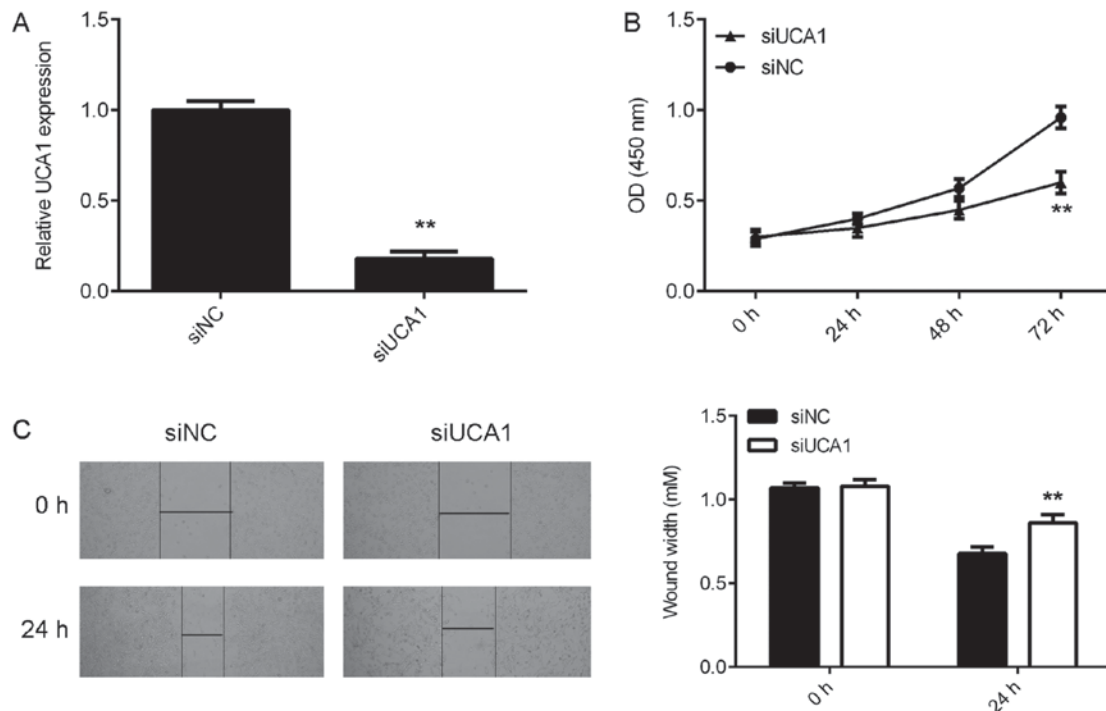 A
1.5
1.0
0.5
0.0
Relative UCA1 expression
**
siNC
siUCA1
B
siUCA1
siNC
1.5
1.0
0.5
0.0
OD (450 nm)
**
0 h
24 h
48 h
72 h
C
siNC
siUCA1
0 h
24 h
siNC
siUCA1
1.5
1.0
0.5
0.0
Wound width (mM)
**
0 h
24 h